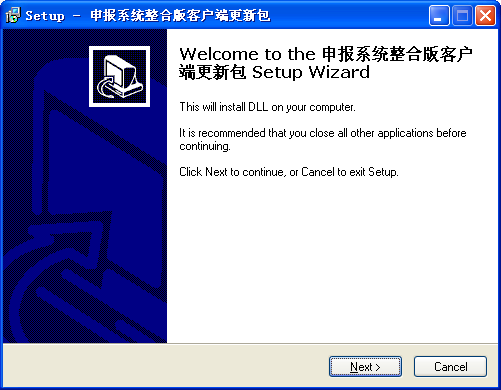 Setup - 申报系统整合版客户端更新包
Welcome to the 申报系统整合版客户
端更新包 Setup Wizard
This will install DLL on your computer.
It is recommended that you close all other applications before
continuing.
Click Next to continue, or Cancel to exit Setup.
Next >
Cancel